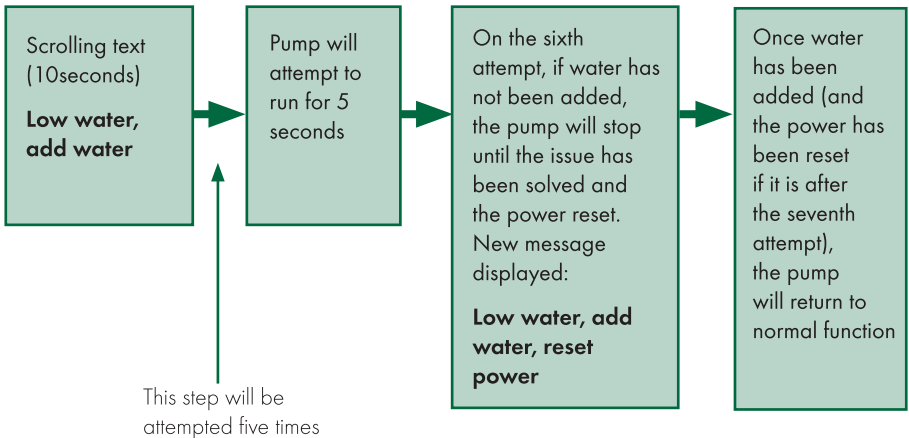 Scrolling text
(10seconds)
Low water,
add water
Pump will
attempt to
run for 5
seconds
On the sixth
attempt, if water has
not been added,
the pump will stop
until the issue has
been solved and
the power reset.
New message
displayed:
Low water, add
water, reset
power
Once water
has been
added (and
the power has
been reset
if it is after
the seventh
attempt),
the pump
will return to
normal function
This step will be
attempted five times